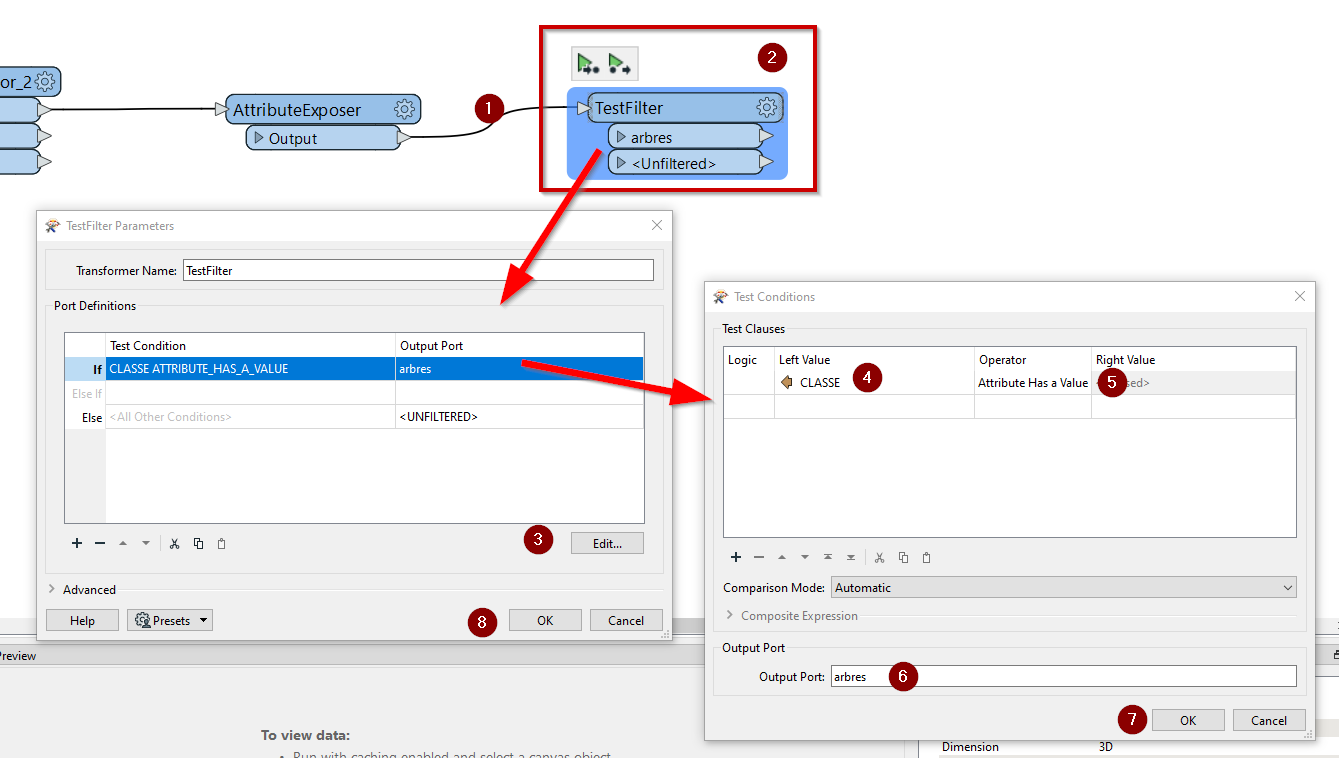 or_2
AttributeExposer
Output
1
2
TestFilter
arbres
<Unfiltered>
TestFilter Parameters
Transformer Name: TestFilter
Port Definitions
Test Condition Output Port
If CLASSE ATTRIBUTE_HAS_A_VALUE arbres
Else If
Else <All Other Conditions> <UNFILTERED>
3 Edit...
Advanced
Help Presets 8 OK Cancel
Test Conditions
Test Clauses
Logic Left Value Operator Right Value
CLASSE 4 Attribute Has a Value 5
Comparison Mode: Automatic
Composite Expression
Output Port
Output Port: arbres 6
7 OK Cancel
Preview
To view data:
• Run with caching enabled and select a canvas object
Dimension 3D